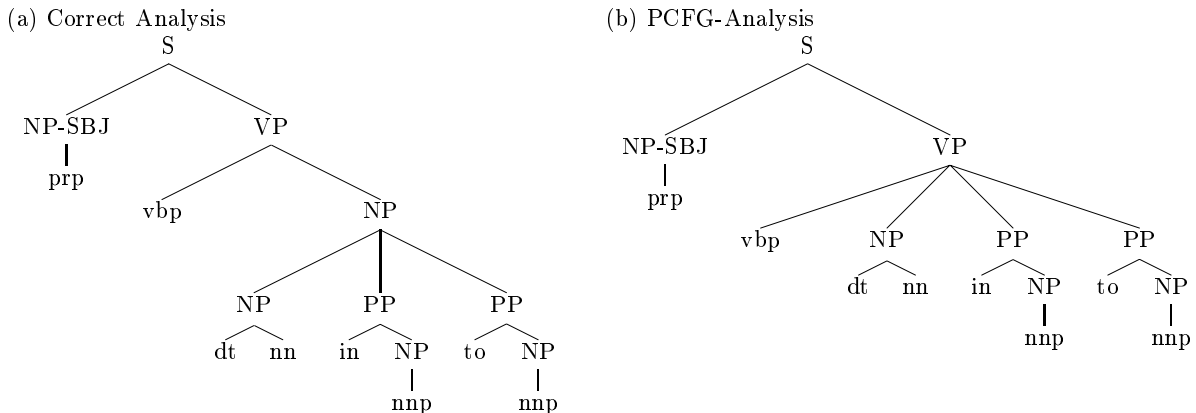 (a) Correct Analysis
S
NP-SBJ VP
prp
vbp NP
NP PP PP
dt nn in NP to NP
nnp nnp
(b) PCFG-Analysis
S
NP-SBJ VP
prp
vbp NP PP PP
dt nn in NP to NP
nnp nnp